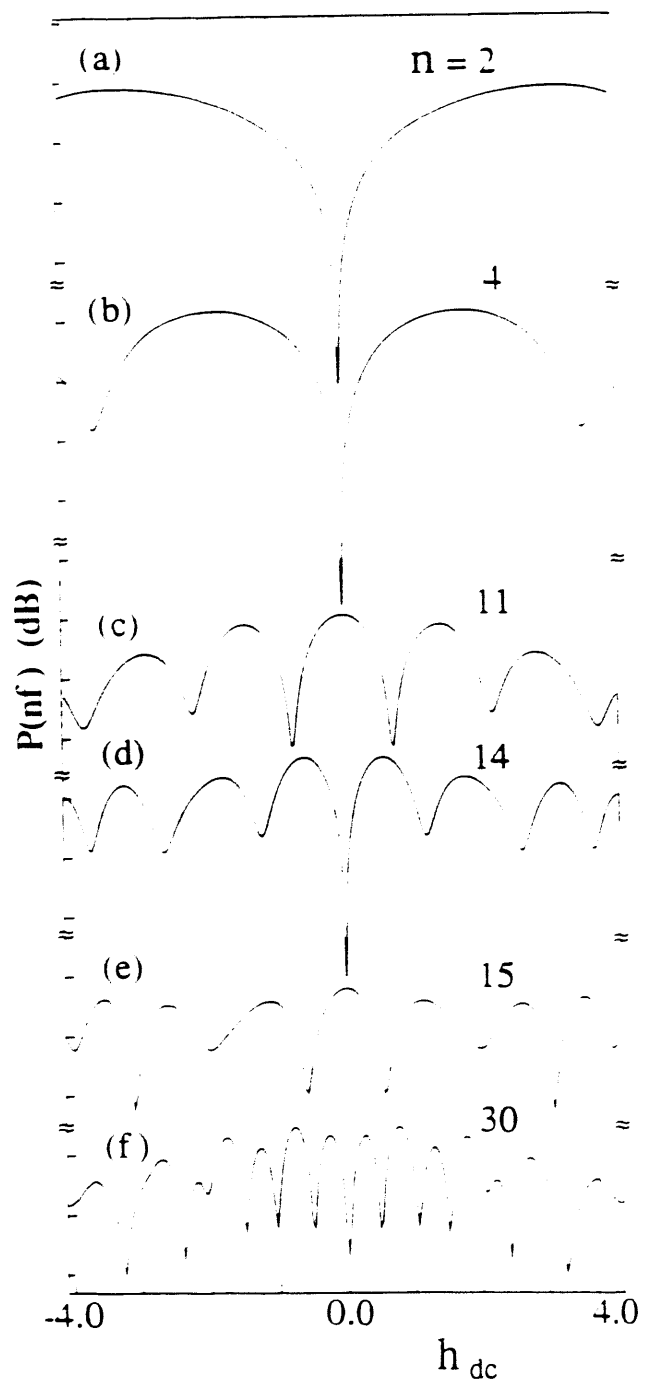 (a) n = 2
≈ ≈
(b) 4
≈ ≈
(c) 11
P(nf) (dB)
(d) 14
≈ ≈
≈ ≈
(e) 15
≈ ≈
(f) 30
-4.0 0.0 4.0
h dc